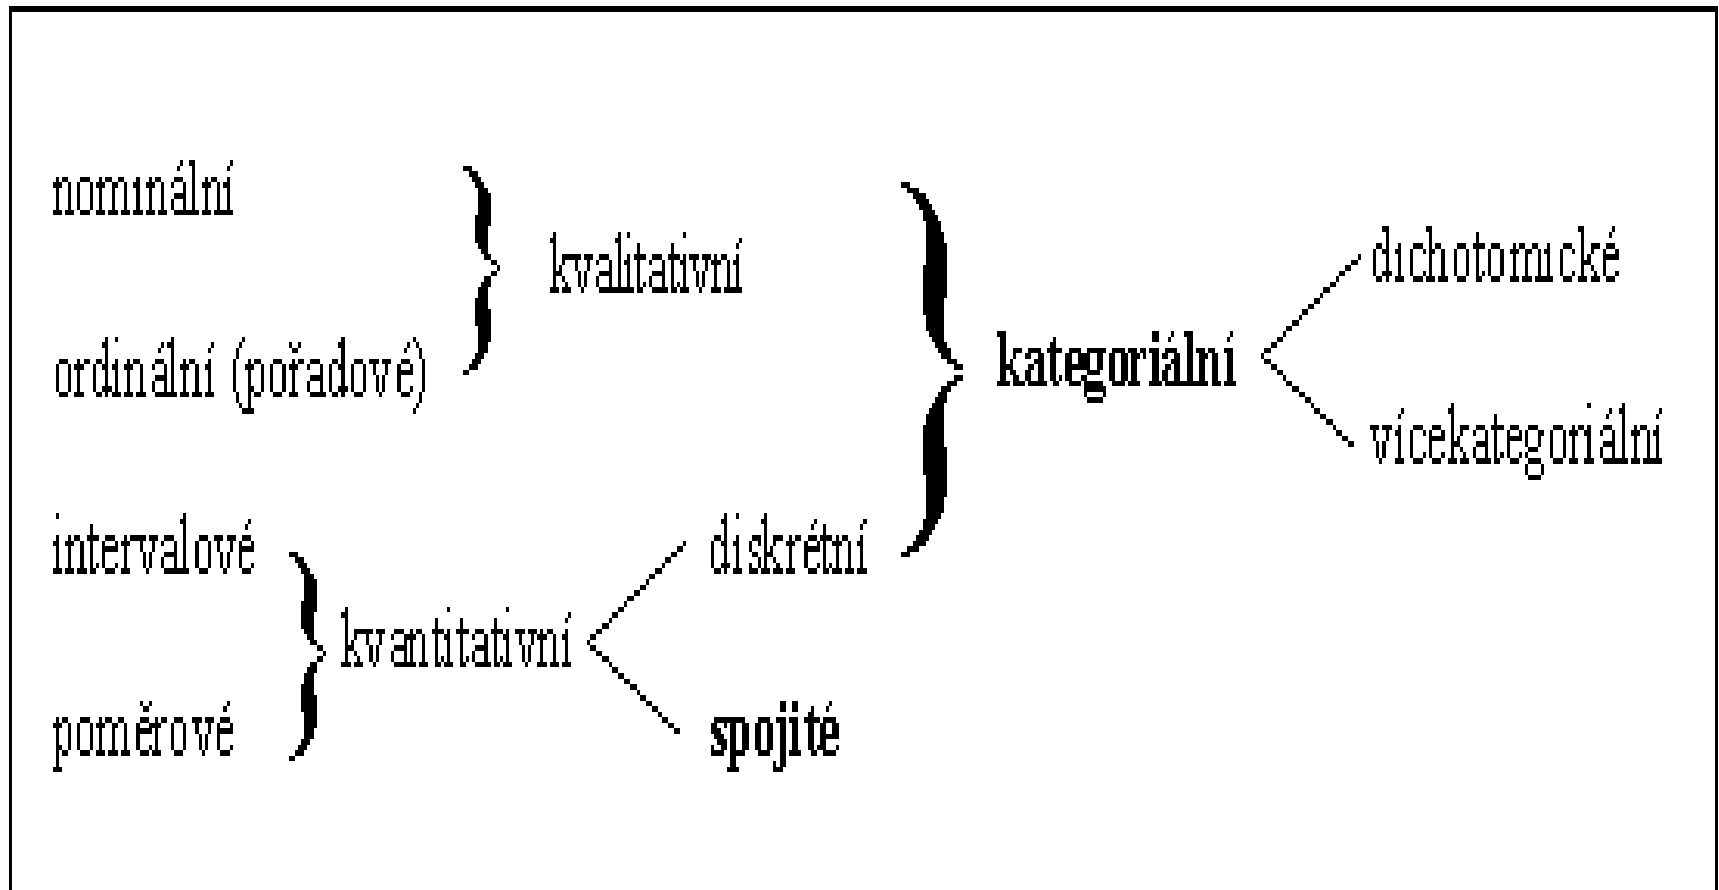 nominální
kvalitativní
dichotomické
ordinální (pořadové)
kategoriální
vícekategoriální
intervalové
diskrétní
kvantitativní
poměrové
spojité